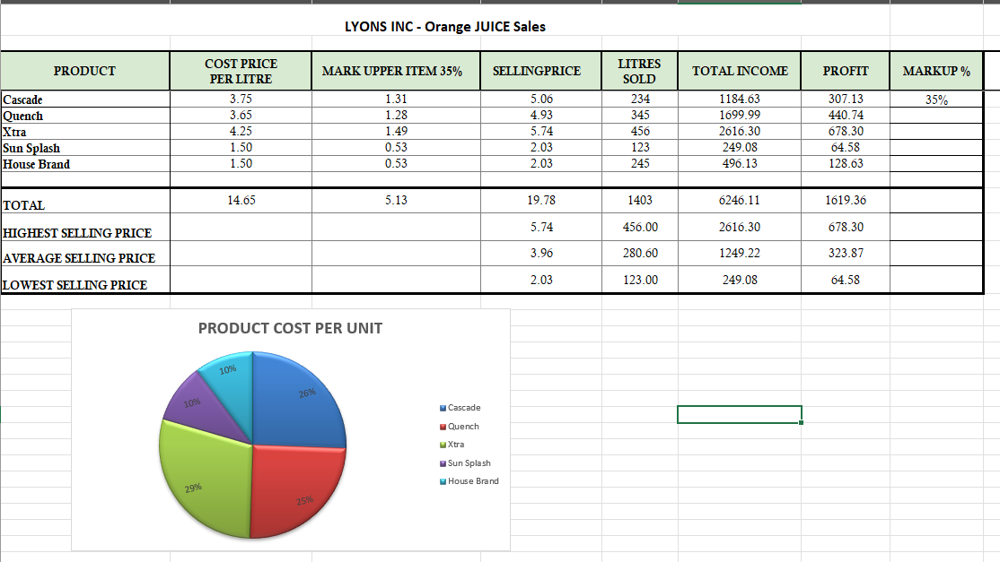 LYONS INC - Orange JUICE Sales
PRODUCT COST PRICE PER LITRE MARK UPPER ITEM 35% SELLINGPRICE LITRES SOLD TOTAL INCOME PROFIT MARKUP %
Cascade 3.75 1.31 5.06 234 1184.63 307.13 35%
Quench 3.65 1.28 4.93 345 1699.99 440.74
Xtra 4.25 1.49 5.74 456 2616.30 678.30
Sun Splash 1.50 0.53 2.03 123 249.08 64.58
House Brand 1.50 0.53 2.03 245 496.13 128.63
TOTAL 14.65 5.13 19.78 1403 6246.11 1619.36
HIGHEST SELLING PRICE 5.74 456.00 2616.30 678.30
AVERAGE SELLING PRICE 3.96 280.60 1249.22 323.87
LOWEST SELLING PRICE 2.03 123.00 249.08 64.58
PRODUCT COST PER UNIT
10%
26%
10%
29%
25%
Cascade
Quench
Xtra
Sun Splash
House Brand